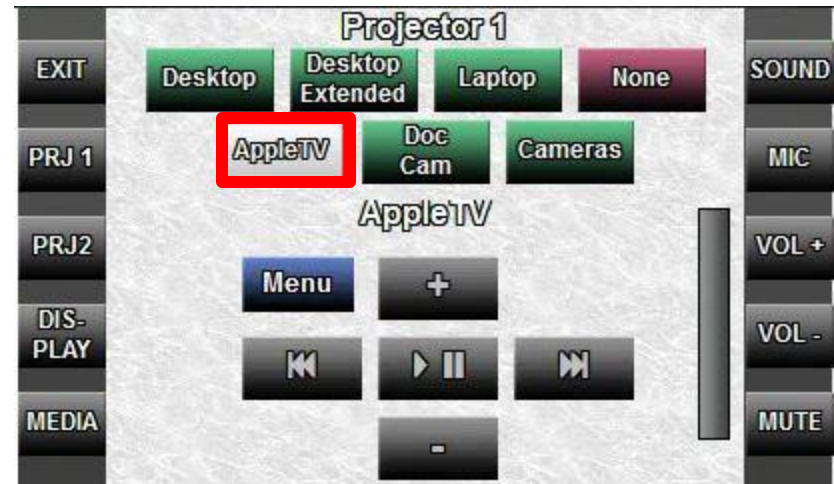 Projector 1
EXIT
Desktop
Desktop
Extended
Laptop
None
SOUND
PRJ 1
AppleTV
Doc
Cam
Cameras
MIC
AppleTV
PRJ2
VOL +
Menu
+
DIS-
PLAY
VOL -
MEDIA
-
MUTE